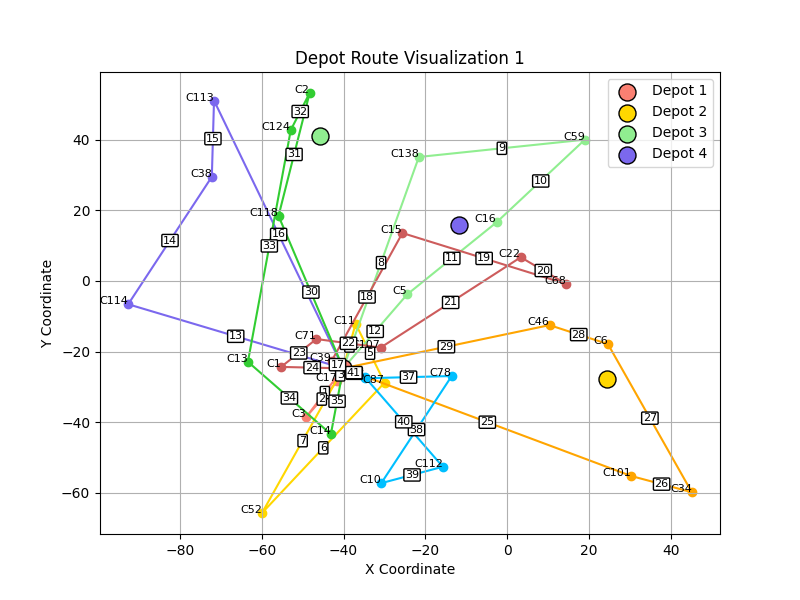 Depot Route Visualization 1
Depot 1
Depot 2
Depot 3
Depot 4
Y Coordinate
X Coordinate
40
20
0
−20
−40
−60
−80
−60
−40
−20
0
20
40
C2
C113
C124
C59
C138
C38
C118
C16
C15
C22
C68
C5
C114
C11
C46
C71
C6
C107
C13
C39
C1
C17
C87
C78
C3
C14
C112
C10
C101
C34
C52
32
15
31
9
10
16
14
33
11
19
8
20
30
18
21
13
12
28
22
29
23
5
24
17
41
37
1
2
34
35
40
38
25
27
7
6
39
26